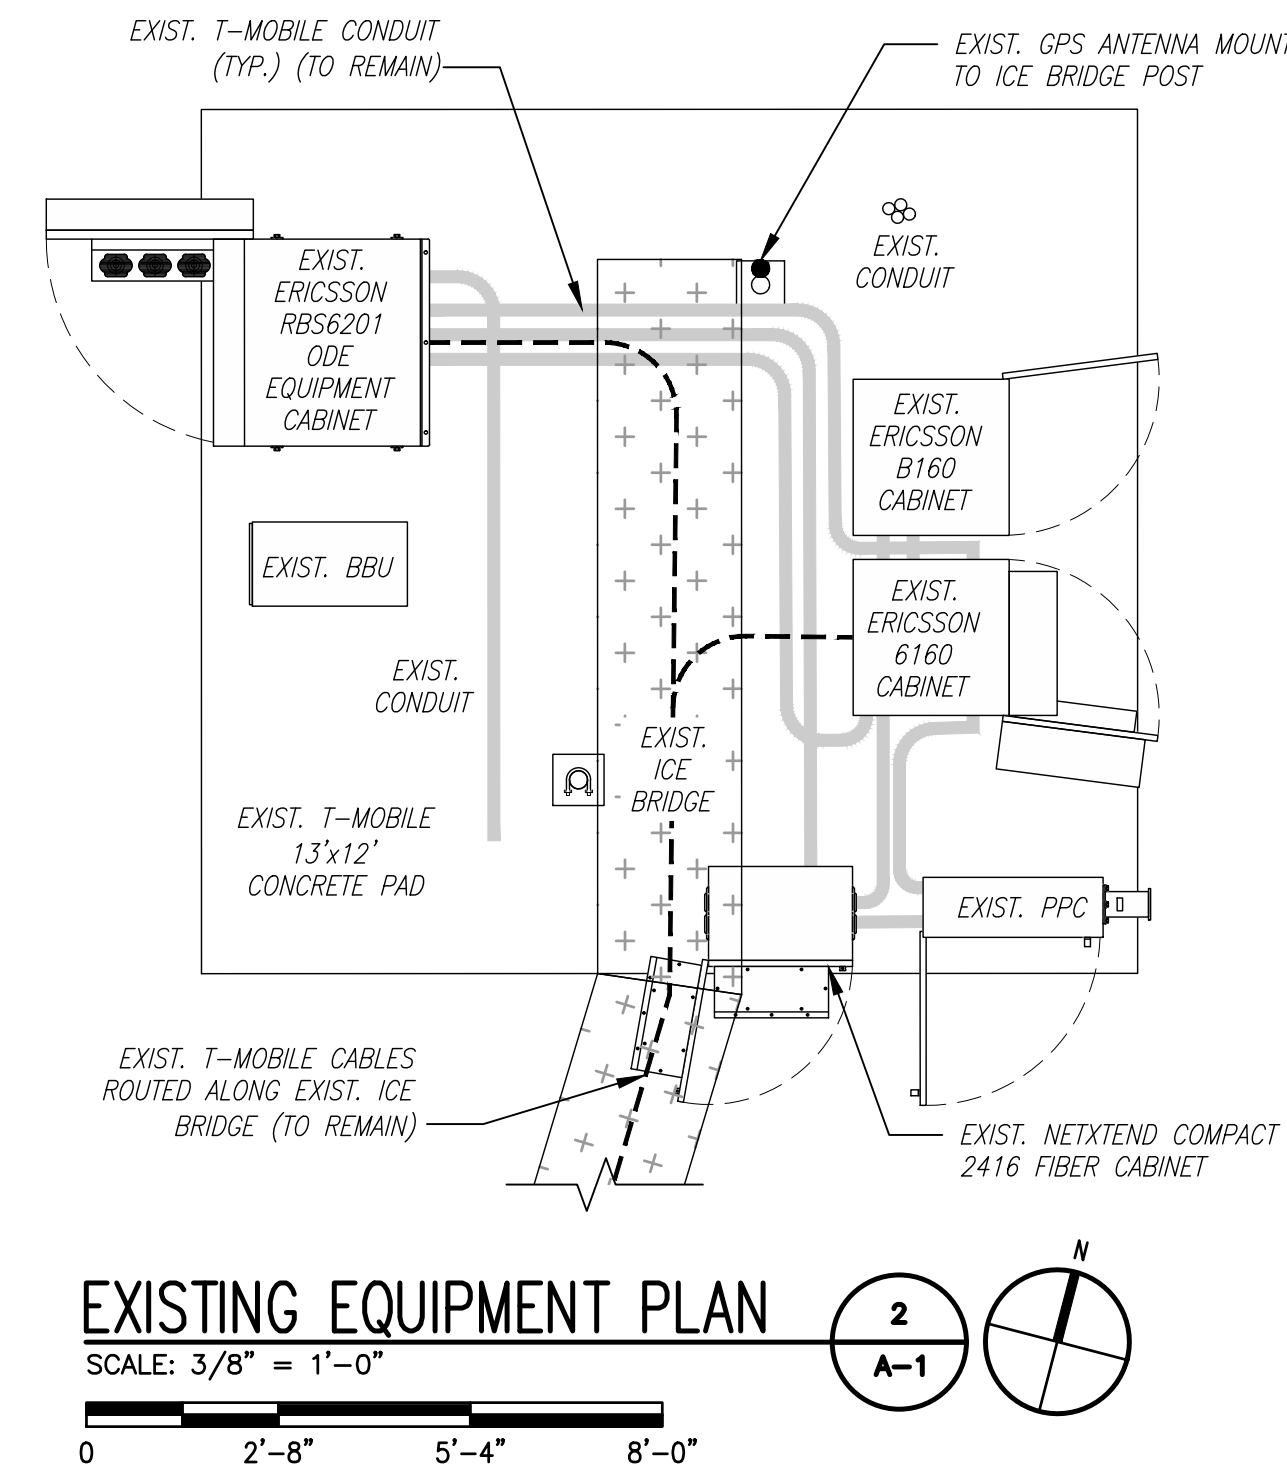 EXIST. T-MOBILE CONDUIT
(TYP.) (TO REMAIN)
EXIST. GPS ANTENNA MOUNT
TO ICE BRIDGE POST
EXIST.
CONDUIT
EXIST.
ERICSSON
RBS6201
ODE
EQUIPMENT
CABINET
EXIST.
ERICSSON
B160
CABINET
EXIST. BBU
EXIST.
ERICSSON
6160
CABINET
EXIST.
CONDUIT
EXIST.
ICE
BRIDGE
EXIST. T-MOBILE
13'x12'
CONCRETE PAD
EXIST. PPC
EXIST. T-MOBILE CABLES
ROUTED ALONG EXIST. ICE
BRIDGE (TO REMAIN)
EXIST. NETXTEND COMPACT
2416 FIBER CABINET
EXISTING EQUIPMENT PLAN
SCALE: 3/8" = 1'-0"
2
A-1
N
0 2'-8" 5'-4" 8'-0"